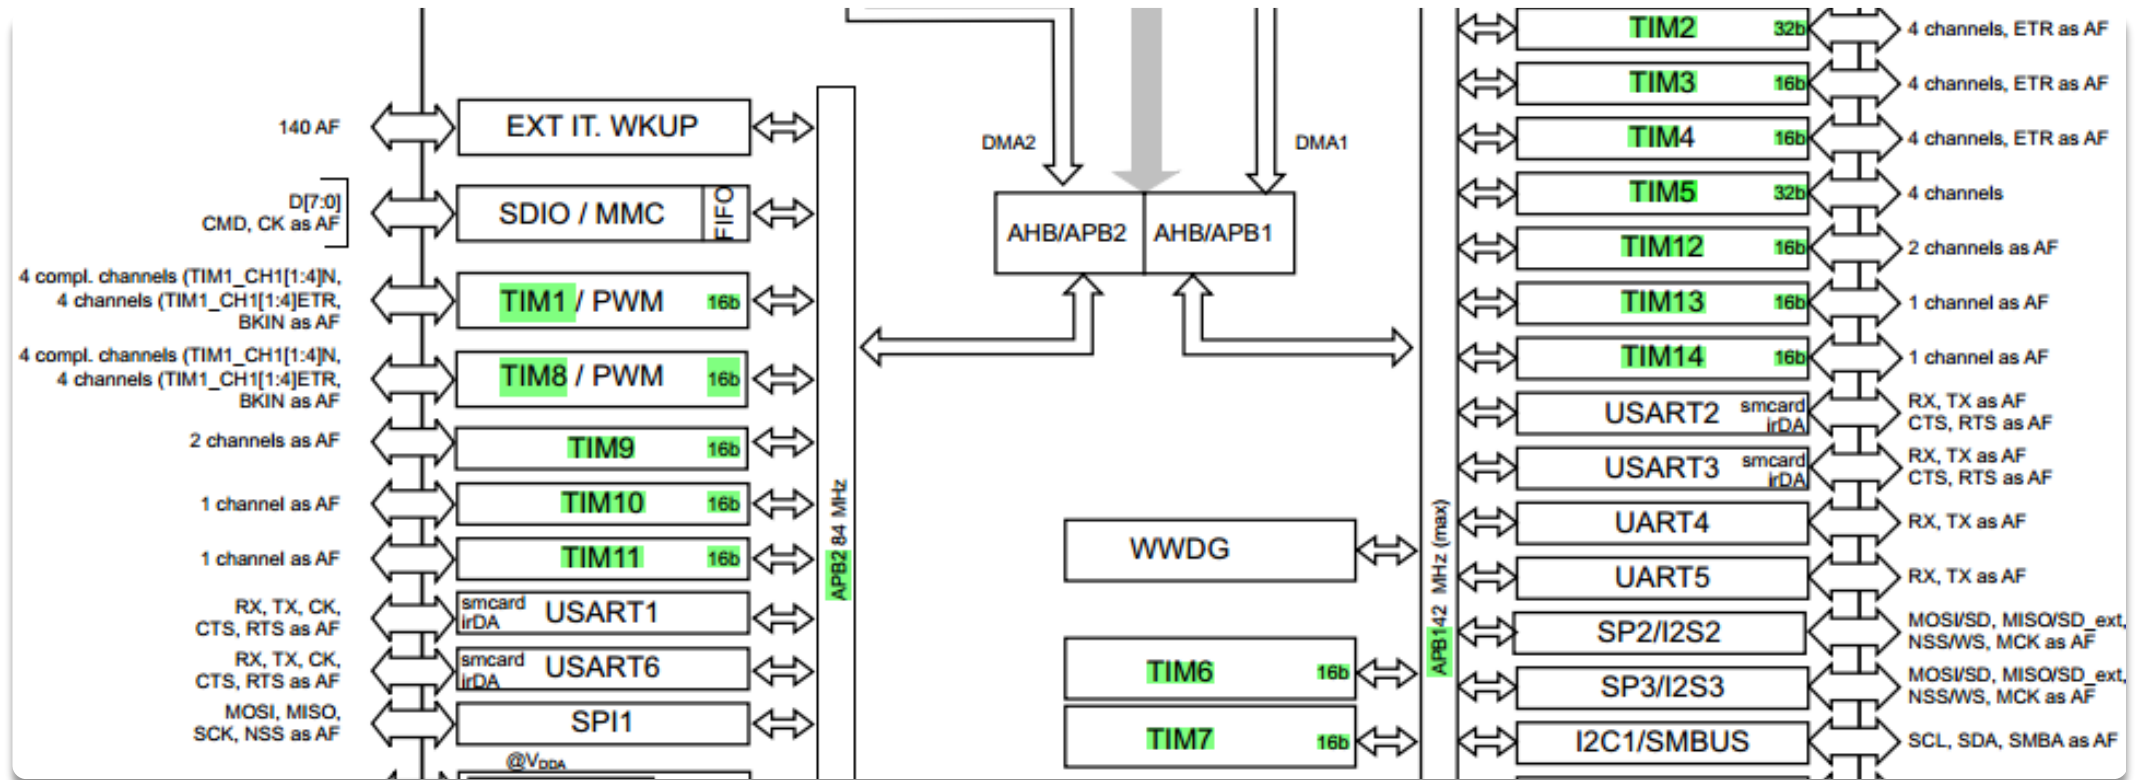 140 AF
EXT IT. WKUP
D[7:0]
CMD, CK as AF
SDIO / MMC
FIFO
4 compl. channels (TIM1_CH1[1:4]N,
4 channels (TIM1_CH1[1:4]ETR,
BKIN as AF
TIM1 / PWM 16b
4 compl. channels (TIM1_CH1[1:4]N,
4 channels (TIM1_CH1[1:4]ETR,
BKIN as AF
TIM8 / PWM 16b
2 channels as AF
TIM9 16b
1 channel as AF
TIM10 16b
1 channel as AF
TIM11 16b
RX, TX, CK,
CTS, RTS as AF
smcard
irDA
USART1
RX, TX, CK,
CTS, RTS as AF
smcard
irDA
USART6
MOSI, MISO,
SCK, NSS as AF
SPI1
@VDDA
APB2 84 MHz
DMA2
DMA1
AHB/APB2
AHB/APB1
WWDG
TIM6 16b
TIM7 16b
APB142 MHz (max)
TIM2 32b
4 channels, ETR as AF
TIM3 16b
4 channels, ETR as AF
TIM4 16b
4 channels, ETR as AF
TIM5 32b
4 channels
TIM12 16b
2 channels as AF
TIM13 16b
1 channel as AF
TIM14 16b
1 channel as AF
USART2
smcard
irDA
RX, TX as AF
CTS, RTS as AF
USART3
smcard
irDA
RX, TX as AF
CTS, RTS as AF
UART4
RX, TX as AF
UART5
RX, TX as AF
SP2/I2S2
MOSI/SD, MISO/SD_ext,
NSS/WS, MCK as AF
SP3/I2S3
MOSI/SD, MISO/SD_ext,
NSS/WS, MCK as AF
I2C1/SMBUS
SCL, SDA, SMBA as AF